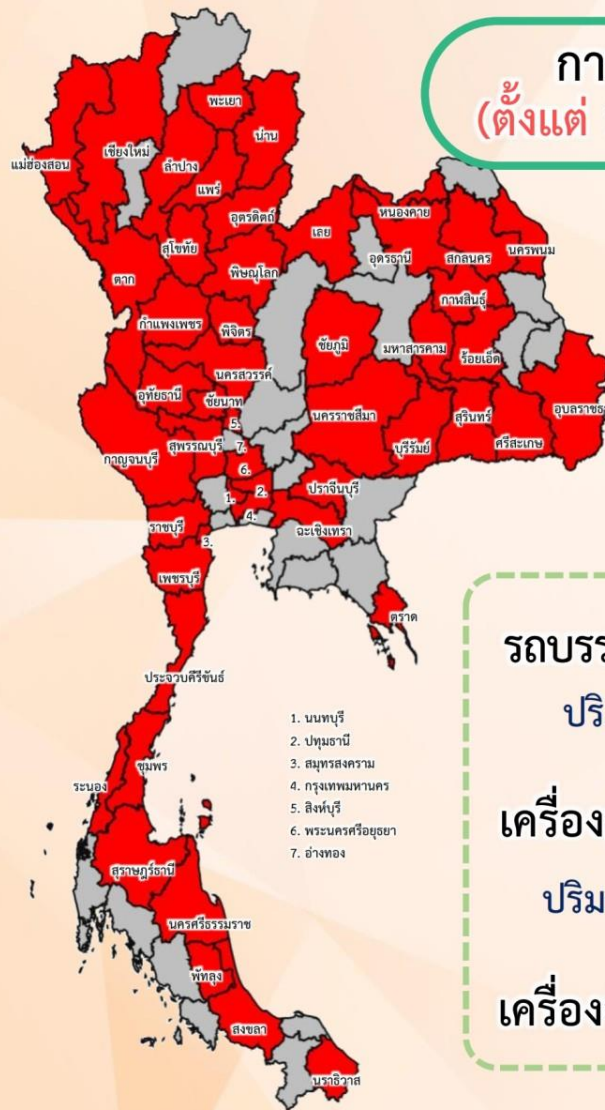 กา
(ตั้งแต่
พะเยา
น่าน
เชียงใหม่
แม่ฮ่องสอน
ลำปาง
แพร่
อุตรดิตถ์
หนองคาย
เลย
สุโขทัย
อุดรธานี
สกลนคร
นครพนม
ตาก
พิษณุโลก
กาฬสินธุ์
กำแพงเพชร
พิจิตร
ชัยภูมิ
มหาสารคาม
ร้อยเอ็ด
นครสวรรค์
อุทัยธานี
ชัยนาท
นครราชสีมา
สุรินทร์
อุบลราชธา
5.
สุพรรณบุรี
7.
บุรีรัมย์
ศรีสะเกษ
กาญจนบุรี
6.
ปราจีนบุรี
1.
2.
ราชบุรี
4.
ฉะเชิงเทรา
3.
เพชรบุรี
ตราด
ประจวบคีรีขันธ์
ระนอง
ชุมพร
สุราษฎร์ธานี
นครศรีธรรมราช
พัทลุง
สงขลา
นราธิวาส
1. นนทบุรี
2. ปทุมธานี
3. สมุทรสงคราม
4. กรุงเทพมหานคร
5. สิงห์บุรี
6. พระนครศรีอยุธยา
7. อ่างทอง
รถบรร
ปริ
เครื่อง
ปริม
เครื่อง